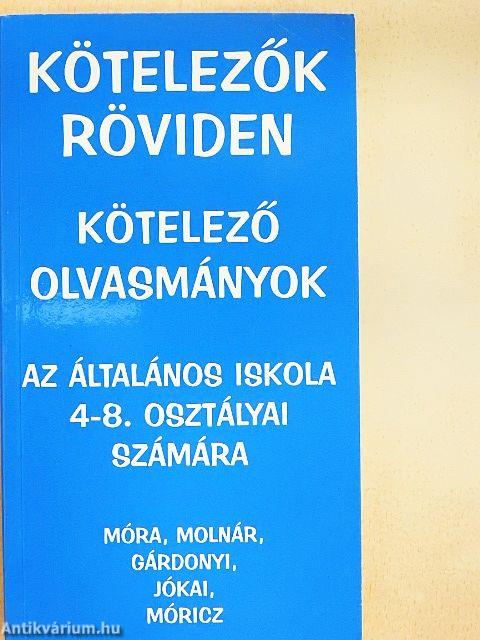 KÖTELEZŐK
RÖVIDEN
KÖTELEZŐ
OLVASMÁNYOK
AZ ÁLTALÁNOS ISKOLA
4-8. OSZTÁLYAI
SZÁMÁRA
MÓRA, MOLNÁR,
GÁRDONYI,
JÓKAI,
MÓRICZ
Antikvárium.hu